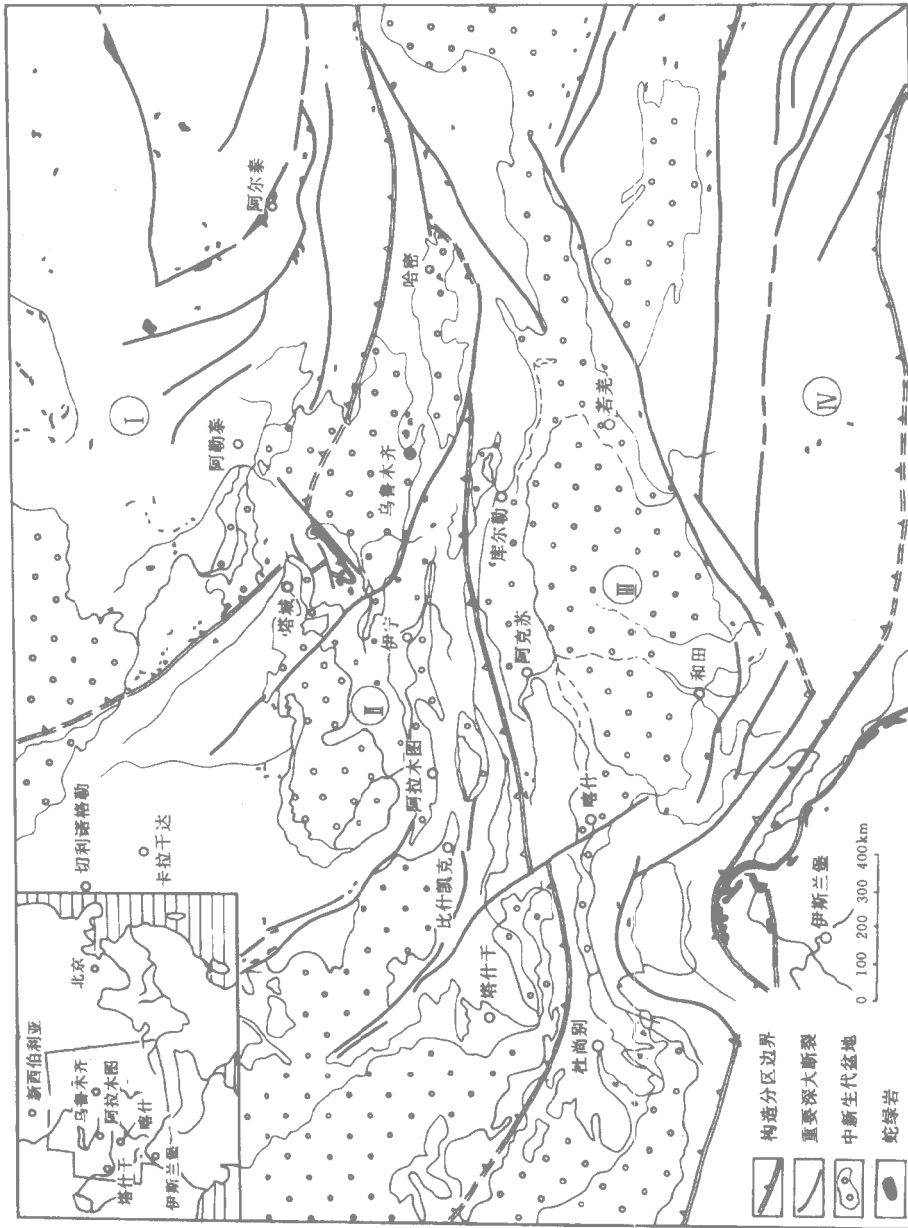 新西伯利亚
北京
乌鲁木齐
阿拉木图
塔什干
喀什
伊斯兰堡
切利诺格勒
卡拉干达
阿尔泰
阿勒泰
哈密
乌鲁木齐
塔城
伊宁
阿拉木图
比什凯克
塔什干
杜尚别
喀什
阿克苏
库尔勒
若羌
和田
伊斯兰堡
Ⅰ
Ⅱ
Ⅲ
Ⅳ
0 100 200 300 400km
构造分区边界
重要深大断裂
中新生代盆地
蛇绿岩